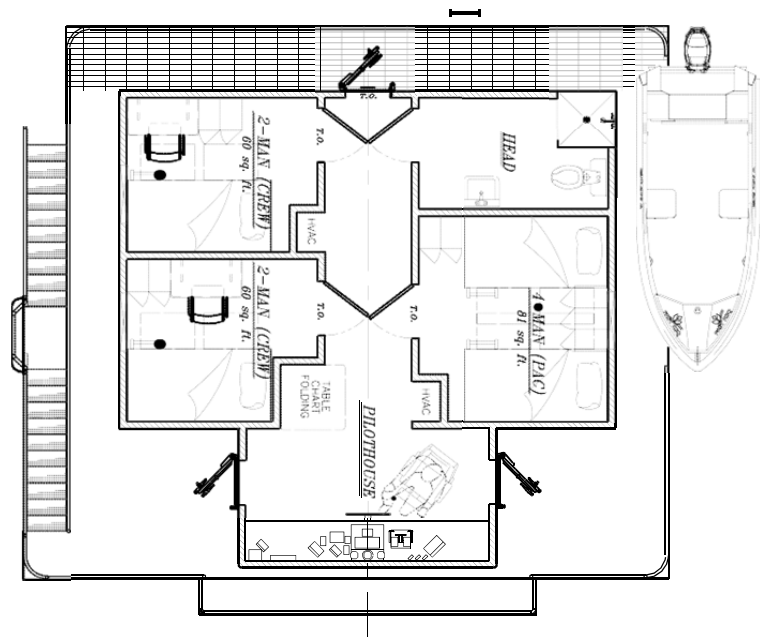 T.O.
2-MAN (CREW)
60 sq. ft.
T.O.
HEAD
HVAC
2-MAN (CREW)
60 sq. ft.
T.O.
T.O.
4-MAN (PAC)
81 sq. ft.
HVAC
FOLDING
CHART
TABLE
PILOTHOUSE